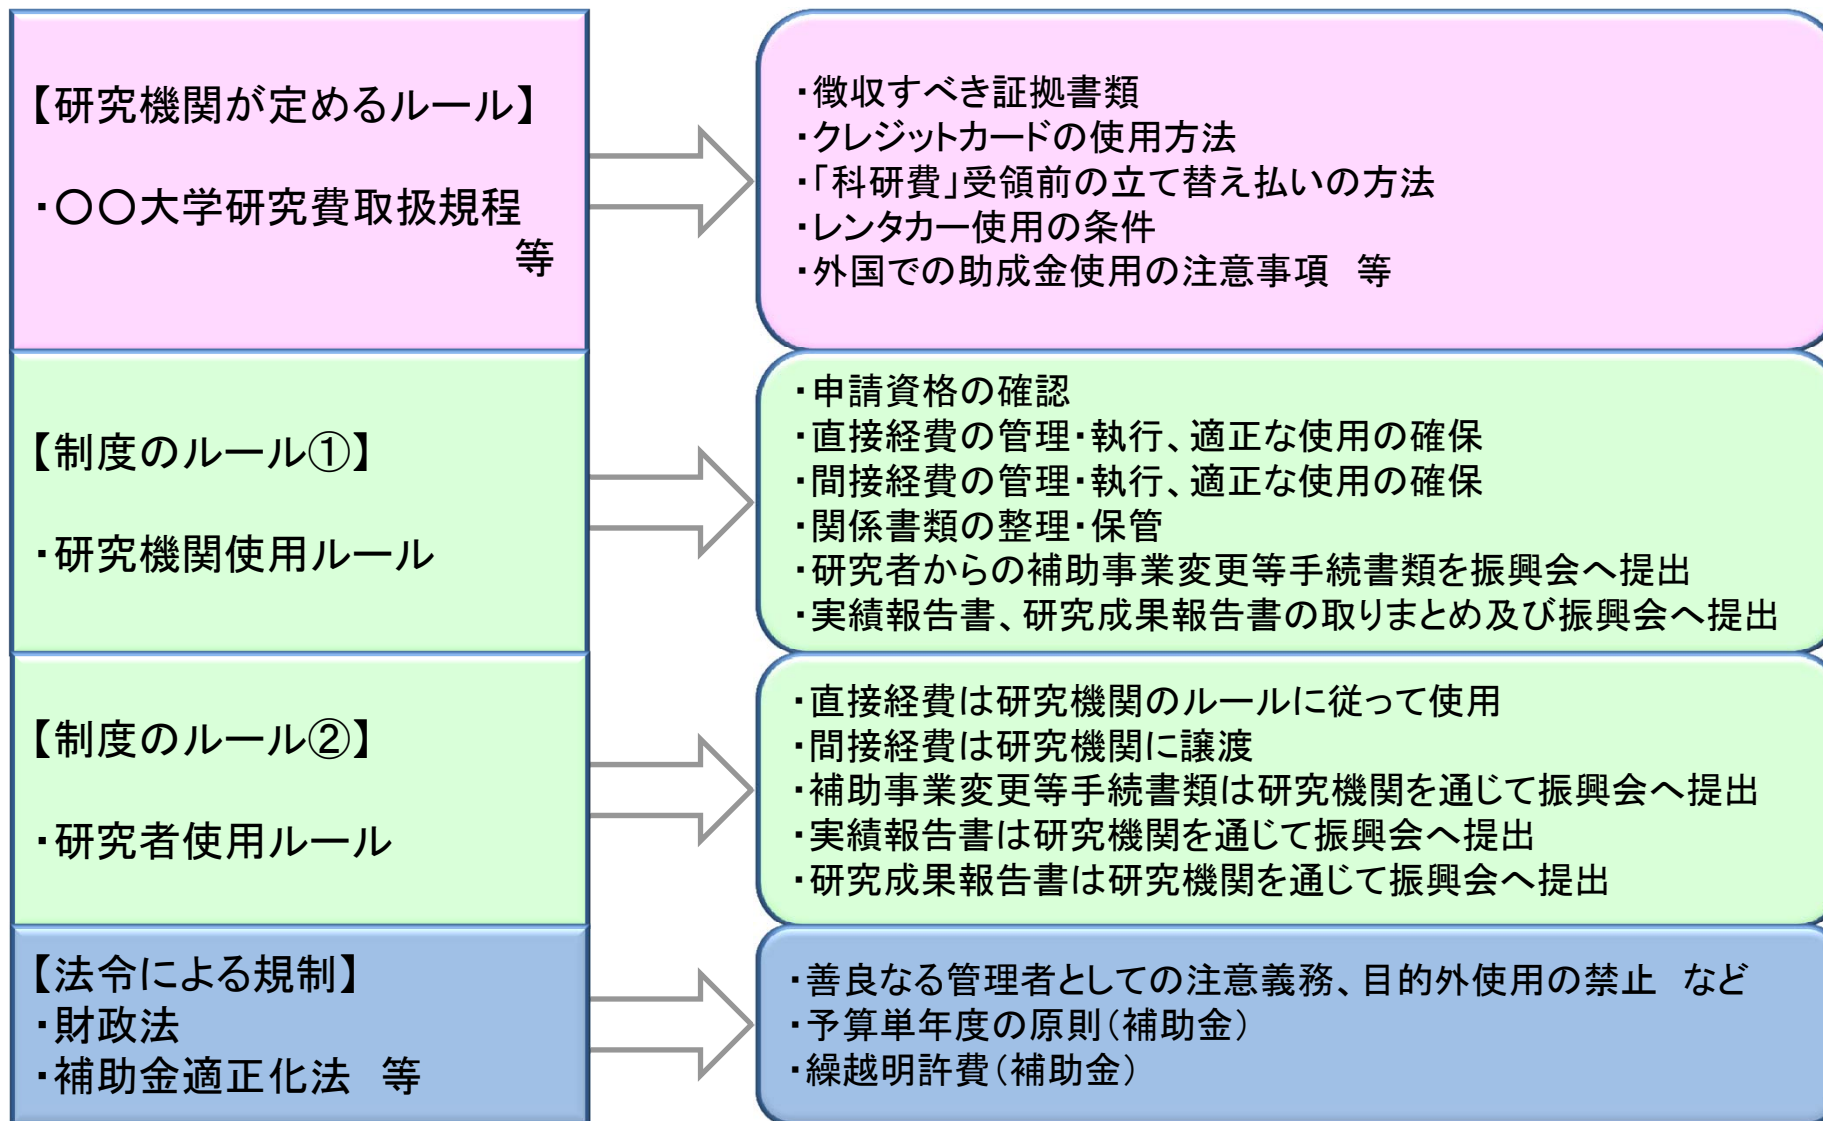 【研究機関が定めるルール】
・〇〇大学研究費取扱規程
等
・徴収すべき証拠書類
・クレジットカードの使用方法
・「科研費」受領前の立て替え払いの方法
・レンタカー使用の条件
・外国での助成金使用の注意事項　等
【制度のルール①】
・研究機関使用ルール
・申請資格の確認
・直接経費の管理・執行、適正な使用の確保
・間接経費の管理・執行、適正な使用の確保
・関係書類の整理・保管
・研究者からの補助事業変更等手続書類を振興会へ提出
・実績報告書、研究成果報告書の取りまとめ及び振興会へ提出
【制度のルール②】
・研究者使用ルール
・直接経費は研究機関のルールに従って使用
・間接経費は研究機関に譲渡
・補助事業変更等手続書類は研究機関を通じて振興会へ提出
・実績報告書は研究機関を通じて振興会へ提出
・研究成果報告書は研究機関を通じて振興会へ提出
【法令による規制】
・財政法
・補助金適正化法　等
・善良なる管理者としての注意義務、目的外使用の禁止　など
・予算単年度の原則（補助金）
・繰越明許費（補助金）